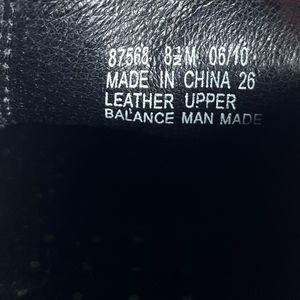 87568 8½M 06/10
MADE IN CHINA 26
LEATHER UPPER
BALANCE MAN MADE